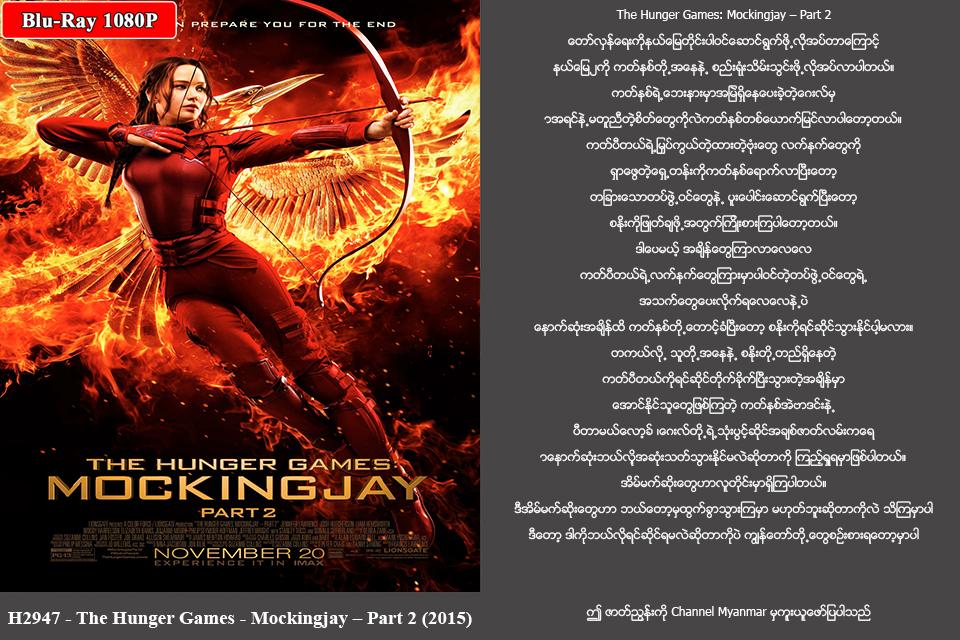 Blu-Ray 1080P
N PREPARE YOU FOR THE END
THE HUNGER GAMES:
MOCKINGJAY
PART 2
NOVEMBER 20
EXPERIENCE IT IN IMAX
LIONSGATE
PG-13
H2947 - The Hunger Games - Mockingjay – Part 2 (2015)
The Hunger Games: Mockingjay – Part 2
တော်လှန်ရေးကိုနယ်မြေတိုင်းပါဝင်ဆောင်ရွက်ဖို့လိုအပ်တာကြောင့်
နယ်မြေ၂ကို ကတ်နစ်တို့အနေနဲ့ စည်းရုံးသိမ်းသွင်းဖို့လိုအပ်လာပါတယ်။
ကတ်နစ်ရဲ့ဘေးနားမှာအမြဲရှိနေပေးခဲ့တဲ့ဂေးလ်မှ
ာအရင်နဲ့မတူညီတဲ့စိတ်တွေကိုလဲကတ်နစ်တစ်ယောက်မြင်လာပါတော့တယ်။
ကတ်ပီတယ်ရဲ့မြှုပ်ကွယ်တဲ့ထားတဲ့ဗုံးတွေ လက်နက်တွေကို
ရှာဖွေတဲ့ရှေ့တန်းကိုကတ်နစ်ရောက်လာပြီးတော့
တခြားသောတပ်ဖွဲ့ဝင်တွေနဲ့ ပူးပေါင်းဆောင်ရွက်ပြီးတော့
စနိုးကိုဖြုတ်ချဖို့အတွက်ကြိုးစားကြပါတော့တယ်။
ဒါပေမယ့် အချိန်တွေကြာလာလေလေ
ကတ်ပီတယ်ရဲ့လက်နက်တွေကြားမှာပါဝင်တဲ့တပ်ဖွဲ့ဝင်တွေရဲ့
အသက်တွေပေးလိုက်ရလေလေနဲ့ပဲ
နောက်ဆုံးအချိန်ထိ ကတ်နစ်တို့တောင့်ခံပြီးတော့ စနိုးကိုရင်ဆိုင်သွားနိုင်ပါ့မလား။
တကယ်လို့ သူတို့အနေနဲ့ စနိုးတို့တည်ရှိနေတဲ့
ကတ်ပီတယ်ကိုရင်ဆိုင်တိုက်ခိုက်ပြီးသွားတဲ့အချိန်မှာ
အောင်နိုင်သူတွေဖြစ်ကြတဲ့ ကတ်နစ်အဲဗာဒင်းနဲ့
ပီတာမယ်လော့ခ် ၊ဂေးလ်တို့ရဲ့သုံးပွင့်ဆိုင်အချစ်ဇာတ်လမ်းကရေ
ာနောက်ဆုံးဘယ်လိုအဆုံးသတ်သွားနိုင်မလဲဆိုတာကို ကြည့်ရှုရမှာဖြစ်ပါတယ်။
အိမ်မက်ဆိုးတွေဟာလူတိုင်းမှာရှိကြပါတယ်။
ဒီအိမ်မက်ဆိုးတွေဟာ ဘယ်တော့မှထွက်ခွာသွားကြမှာ မဟုတ်ဘူးဆိုတာကိုလဲ သိကြမှာပါ
ဒီတော့ ဒါကိုဘယ်လိုရင်ဆိုင်ရမလဲဆိုတာကိုပဲ ကျွန်တော်တို့တွေစဉ်းစားရတော့မှာပါ
ဤ ဇာတ်ညွှန်းကို Channel Myanmar မှကူးယူဖော်ပြပါသည်